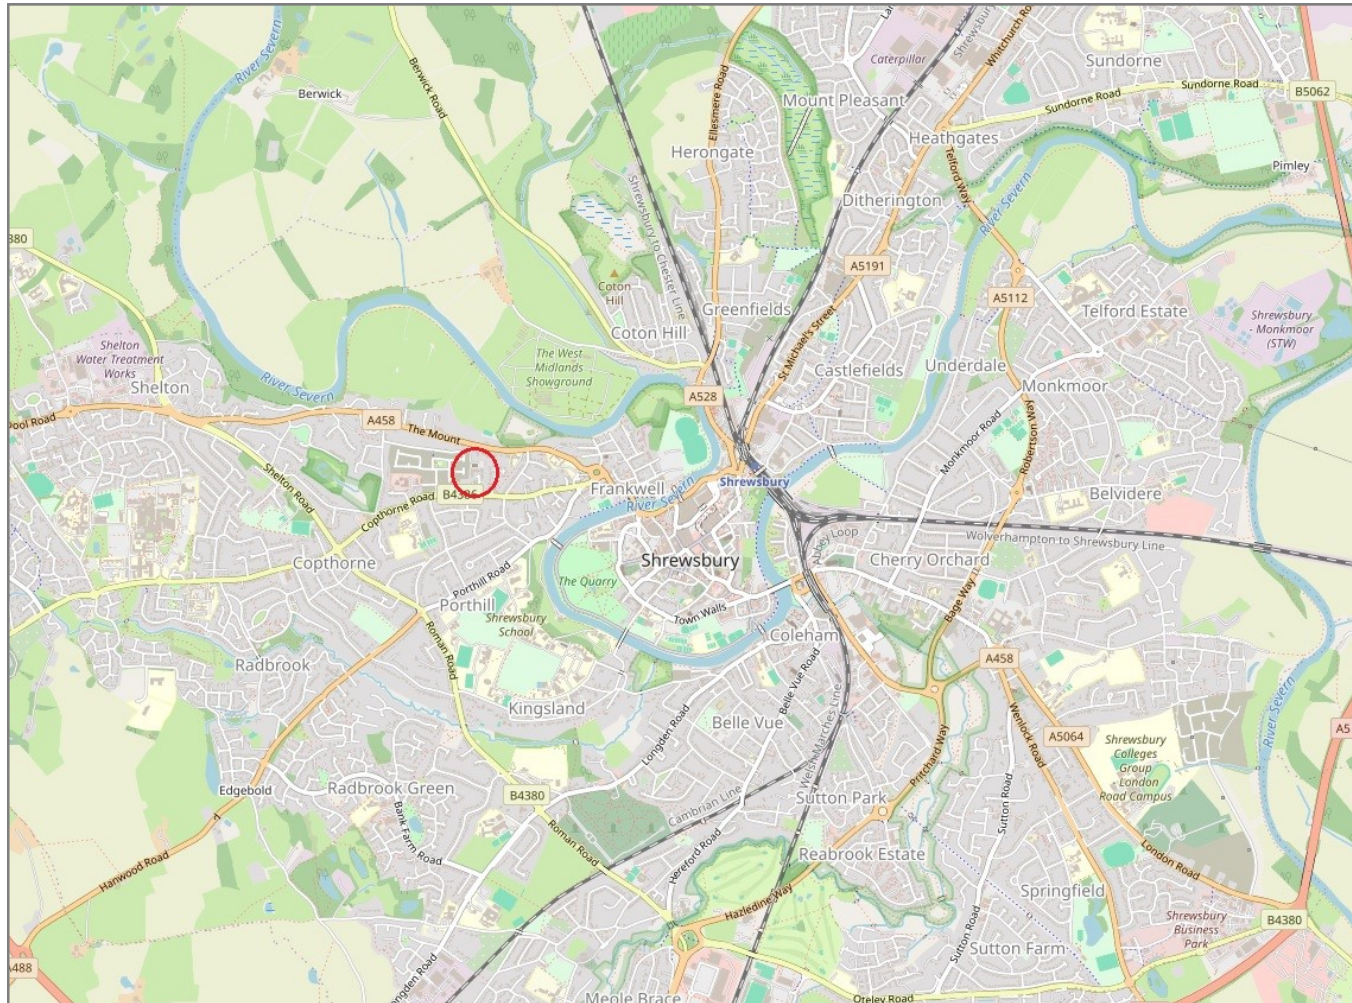 River Severn
Berwick
Berwick Road
Ellesmere Road
Shrewsbury to Chester Line
Herongate
Mount Pleasant
Caterpillar
Whitchurch Ro
Shrewsbury
Sundorne
Sundorne Road
Sundorne Road
B5062
Heathgates
Telford Way
Pimley
Ditherington
River Severn
380
A5191
A5112
Coton
Hill
Greenfields
Coton Hill
St Michael's Street
Castlefields
Telford Estate
Shrewsbury
- Monkmoor
(STW)
Underdale
Monkmoor
Shelton
Water Treatment
Works
Shelton
River Severn
The West
Midlands
Showground
A528
Pool Road
A458
The Mount
Shelton Road
B4386
Copthorne Road
Frankwell
River Severn
Shrewsbury
Monkmoor Road
Robertson Way
Belvidere
Copthorne
Porthill Road
The Quarry
Shrewsbury
Abbey Loop
Cherry Orchard
Wolverhampton to Shrewsbury Line
Porthill
Shrewsbury
School
Town Walls
Coleham
Bage Way
Radbrook
Roman Road
A458
Kingsland
Longden Road
Belle Vue
Belle Vue Road
Welsh Marches Line
Pritchard Way
Wenlock Road
A5064
River Severn
A5
Shrewsbury
Colleges
Group
London
Road Campus
Edgebold
Radbrook Green
B4380
Cambrian Line
Sutton Park
Sutton Road
Bank Farm Road
Roman Road
Hereford Road
Reabrook Estate
London Road
Hanwood Road
Hazledine Way
Springfield
B4380
Shrewsbury
Business
Park
Sutton Road
Sutton Farm
A488
ongden Road
Meole Brace
Oteley Road